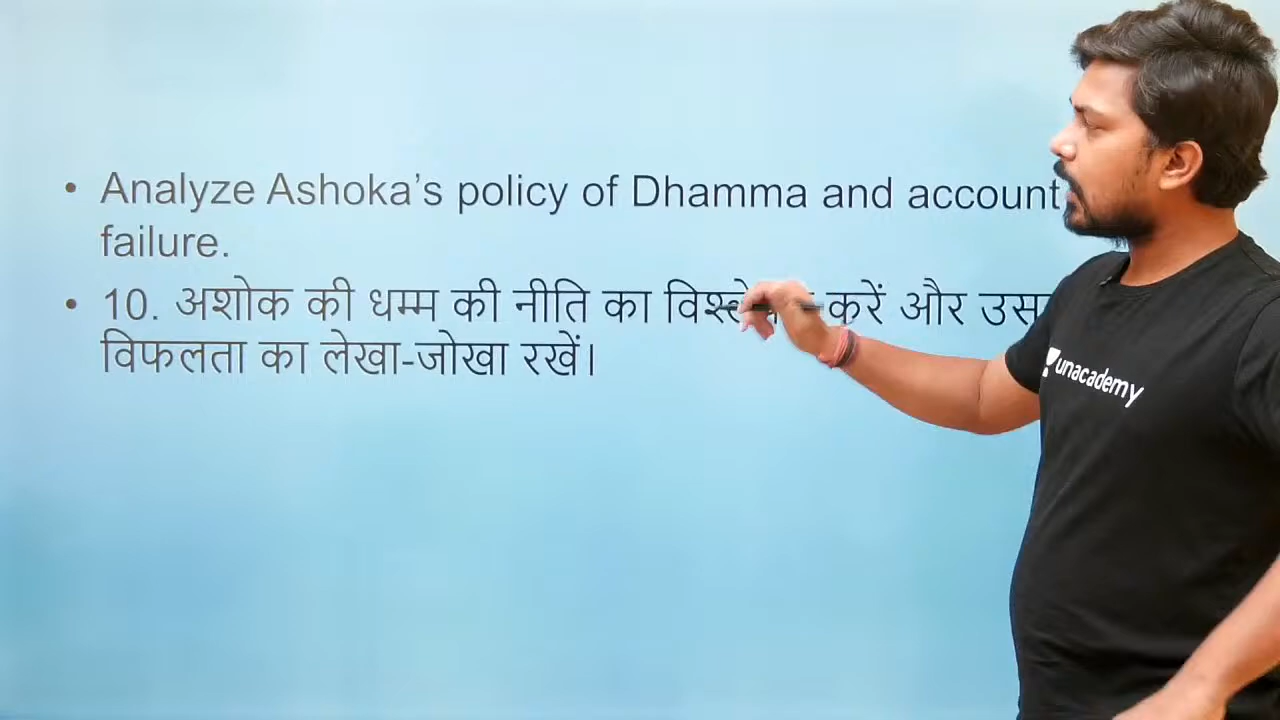 • Analyze Ashoka's policy of Dhamma and account
failure.
• 10. अशोक की धम्म की नीति का करें और
विफलता का लेखा-जोखा रखें।
unacademy